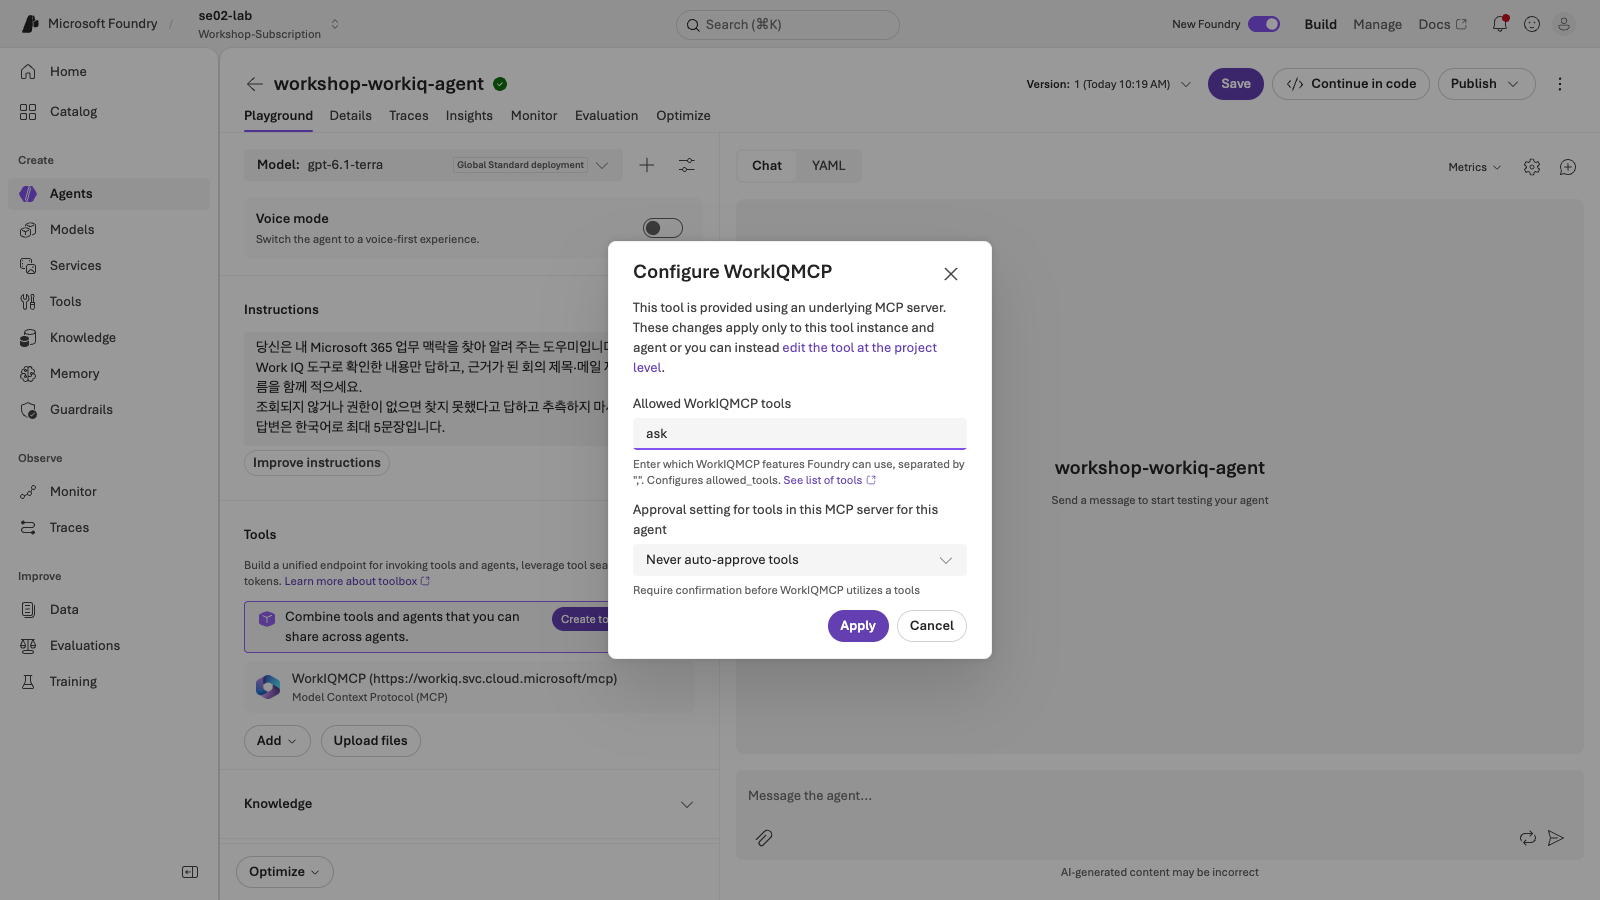 Microsoft Foundry
/
se02-lab
Workshop-Subscription
Search (⌘K)
New Foundry
Build
Manage
Docs
Home
Catalog
Create
Agents
Models
Services
Tools
Knowledge
Memory
Guardrails
Observe
Monitor
Traces
Improve
Data
Evaluations
Training
workshop-workiq-agent
Version: 1 (Today 10:19 AM)
Save
Continue in code
Publish
Playground
Details
Traces
Insights
Monitor
Evaluation
Optimize
Model: gpt-6.1-terra
Global Standard deployment
Voice mode
Switch the agent to a voice-first experience.
Instructions
당신은 내 Microsoft 365 업무 맥락을 찾아 알려 주는 도우미입니다
Work IQ 도구로 확인한 내용만 답하고, 근거가 된 회의 제목·메일
름을 함께 적으세요.
조회되지 않거나 권한이 없으면 찾지 못했다고 답하고 추측하지
답변은 한국어로 최대 5문장입니다.
Improve instructions
Tools
Build a unified endpoint for invoking tools and agents, leverage tool
tokens. Learn more about toolbox
Combine tools and agents that you can
share across agents.
Create
WorkIQMCP (https://workiq.svc.cloud.microsoft/mcp)
Model Context Protocol (MCP)
Add
Upload files
Knowledge
Optimize
Configure WorkIQMCP
This tool is provided using an underlying MCP server.
These changes apply only to this tool instance and
agent or you can instead edit the tool at the project
level.
Allowed WorkIQMCP tools
ask
Enter which WorkIQMCP features Foundry can use, separated by
",". Configures allowed_tools. See list of tools
Approval setting for tools in this MCP server for this
agent
Never auto-approve tools
Require confirmation before WorkIQMCP utilizes a tools
Apply
Cancel
Chat
YAML
Metrics
workshop-workiq-agent
Send a message to start testing your agent
Message the agent...
AI-generated content may be incorrect